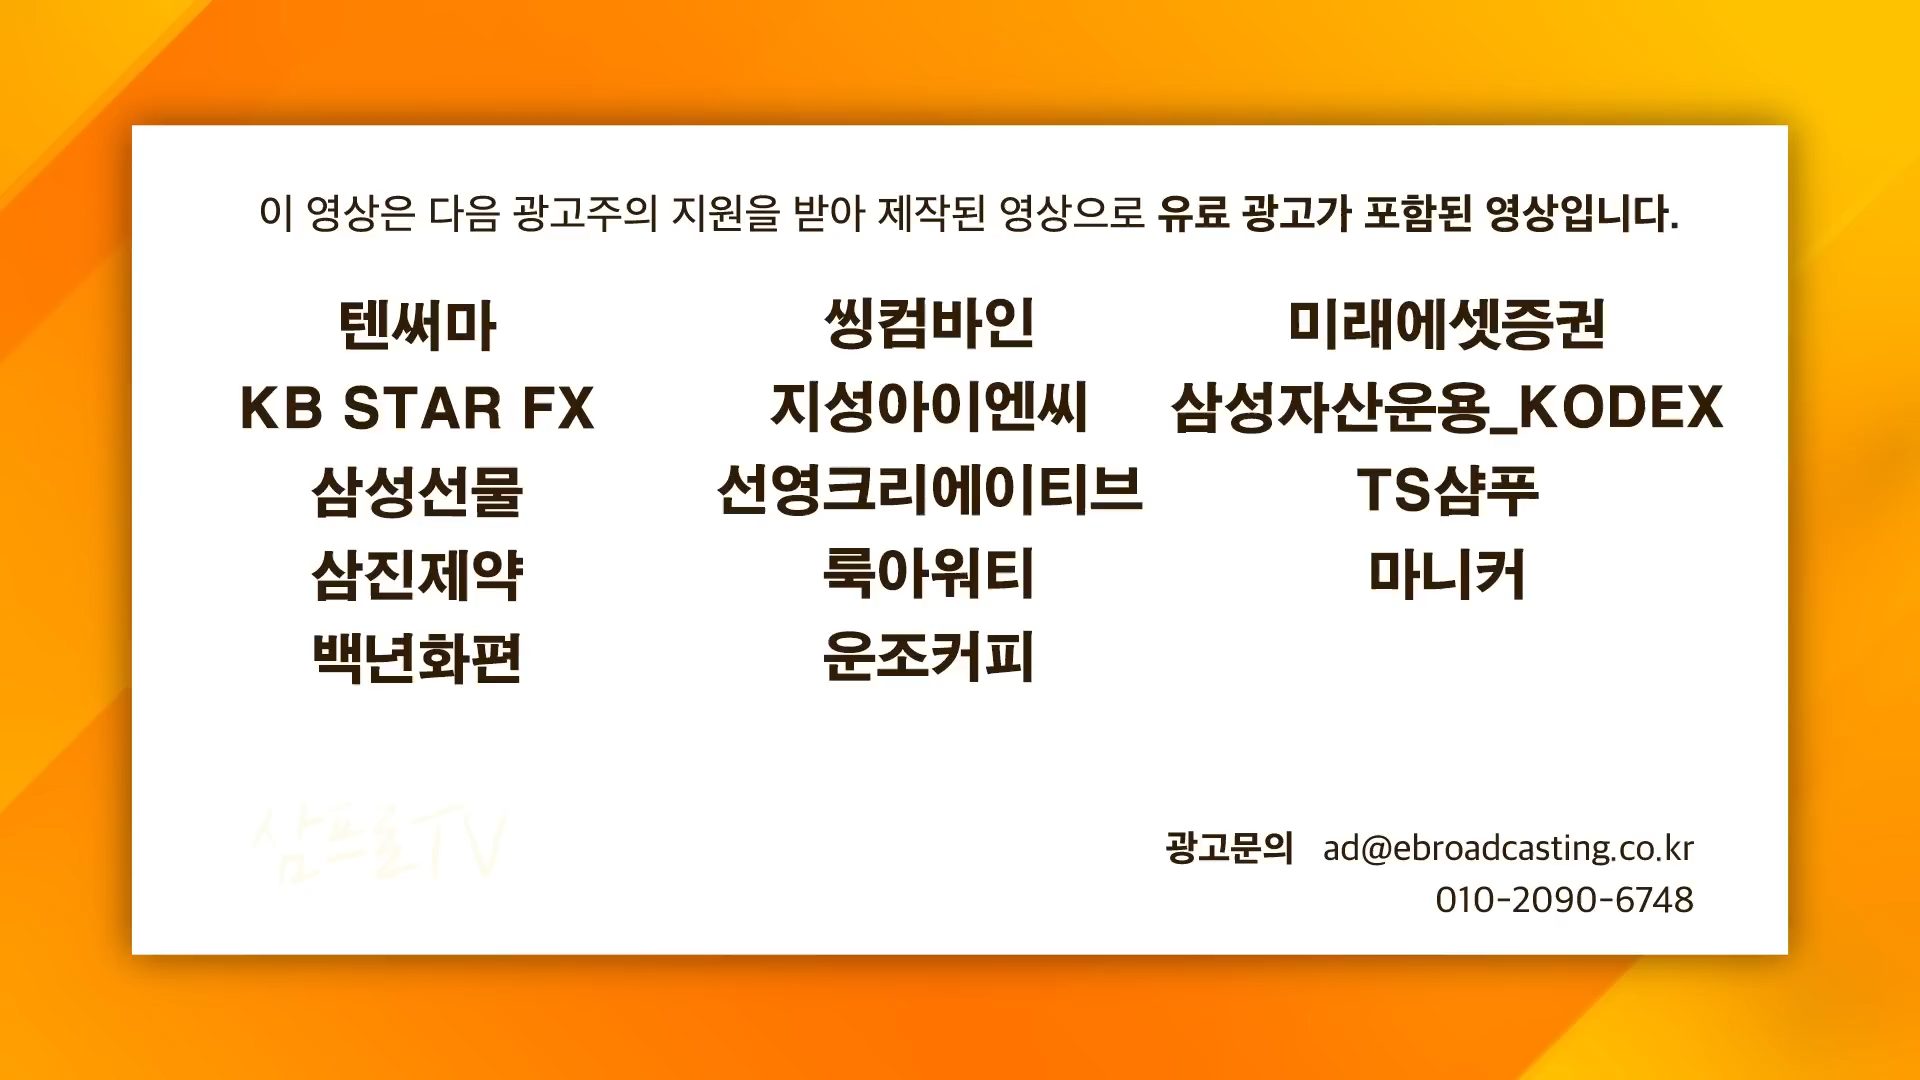 이 영상은 다음 광고주의 지원을 받아 제작된 영상으로 유료 광고가 포함된 영상입니다.
텐써마 씽컴바인 미래에셋증권
KB STAR FX 지성아이엔씨 삼성자산운용_KODEX
삼성선물 선영크리에이티브 TS샴푸
삼진제약 룩아워티 마니커
백년화편 운조커피
삼프로TV
광고문의 ad@ebroadcasting.co.kr
010-2090-6748